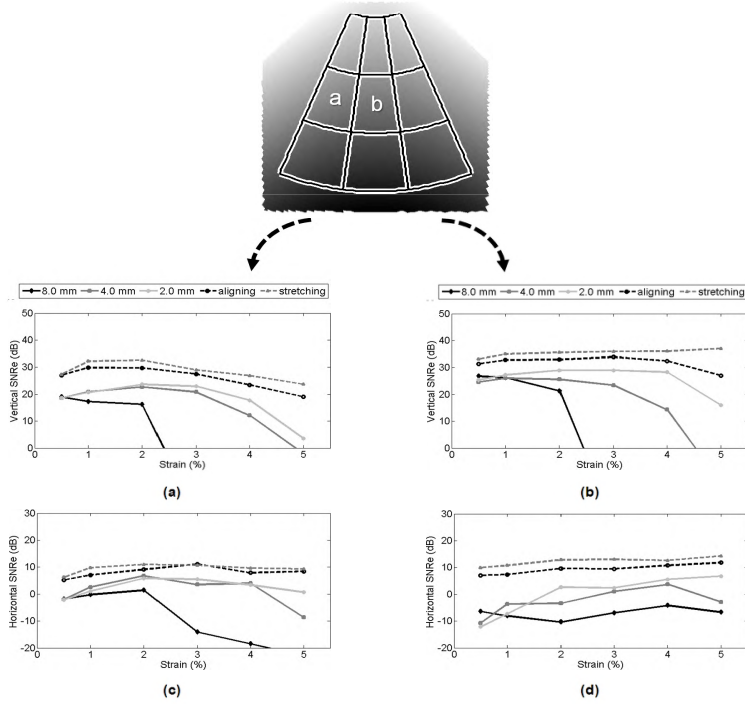 a
b
8.0 mm 4.0 mm 2.0 mm aligning stretching
8.0 mm 4.0 mm 2.0 mm aligning stretching
50
40
30
20
10
0
Vertical SNRe (dB)
0 1 2 3 4 5
Strain (%)
(a)
50
40
30
20
10
0
Vertical SNRe (dB)
0 1 2 3 4 5
Strain (%)
(b)
30
20
10
0
-10
-20
Horizontal SNRe (dB)
0 1 2 3 4 5
Strain (%)
(c)
30
20
10
0
-10
-20
Horizontal SNRe (dB)
0 1 2 3 4 5
Strain (%)
(d)